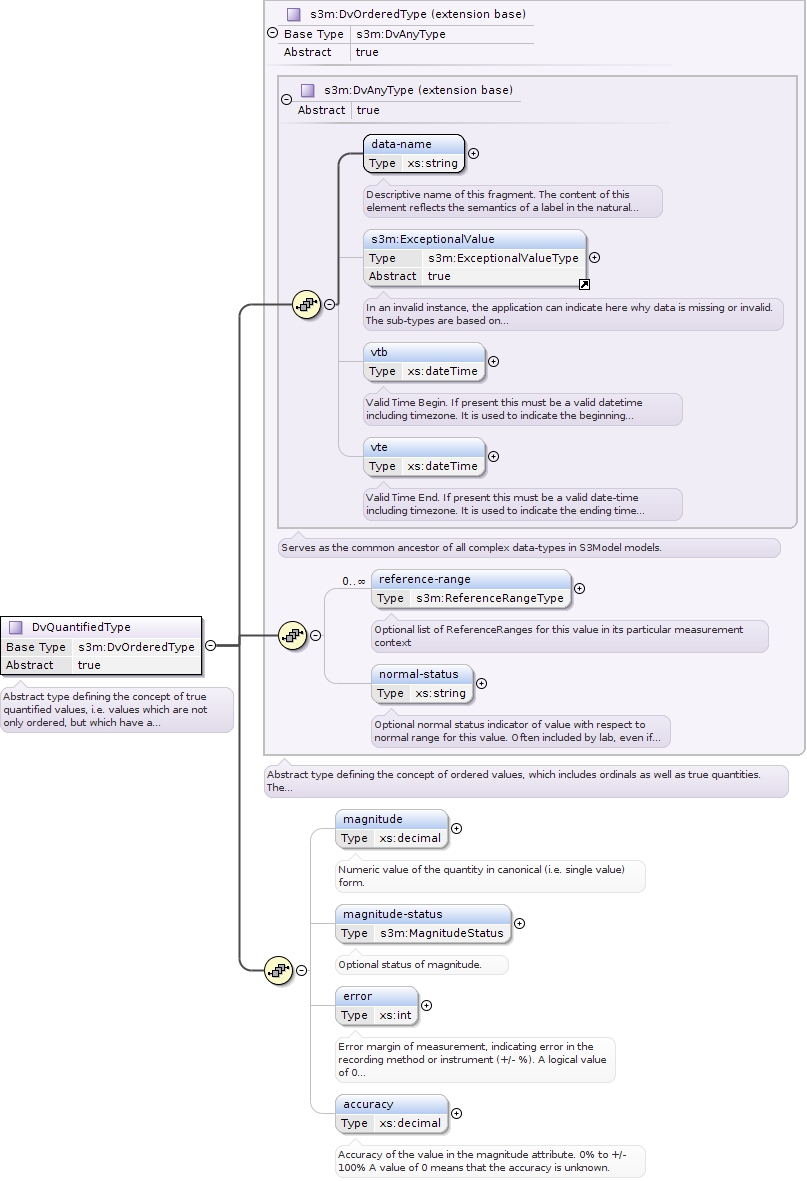 s3m:DvOrderedType (extension base)
Base Type s3m:DvAnyType
Abstract true
s3m:DvAnyType (extension base)
Abstract true
data-name
Type xs:string
Descriptive name of this fragment. The content of this
element reflects the semantics of a label in the natural...
s3m:ExceptionalValue
Type s3m:ExceptionalValueType
Abstract true
In an invalid instance, the application can indicate here why data is missing or invalid.
The sub-types are based on...
vtb
Type xs:dateTime
Valid Time Begin. If present this must be a valid datetime
including timezone. It is used to indicate the beginning...
vte
Type xs:dateTime
Valid Time End. If present this must be a valid date-time
including timezone. It is used to indicate the ending time...
Serves as the common ancestor of all complex data-types in S3Model models.
0..∞
reference-range
Type s3m:ReferenceRangeType
Optional list of ReferenceRanges for this value in its particular measurement
context
normal-status
Type xs:string
Optional normal status indicator of value with respect to
normal range for this value. Often included by lab, even if...
DvQuantifiedType
Base Type s3m:DvOrderedType
Abstract true
Abstract type defining the concept of true
quantified values, i.e. values which are not
only ordered, but which have a...
Abstract type defining the concept of ordered values, which includes ordinals as well as true quantities.
The...
magnitude
Type xs:decimal
Numeric value of the quantity in canonical (i.e. single value)
form.
magnitude-status
Type s3m:MagnitudeStatus
Optional status of magnitude.
error
Type xs:int
Error margin of measurement, indicating error in the
recording method or instrument (+/- %). A logical value
of 0...
accuracy
Type xs:decimal
Accuracy of the value in the magnitude attribute. 0% to +/-
100% A value of 0 means that the accuracy is unknown.